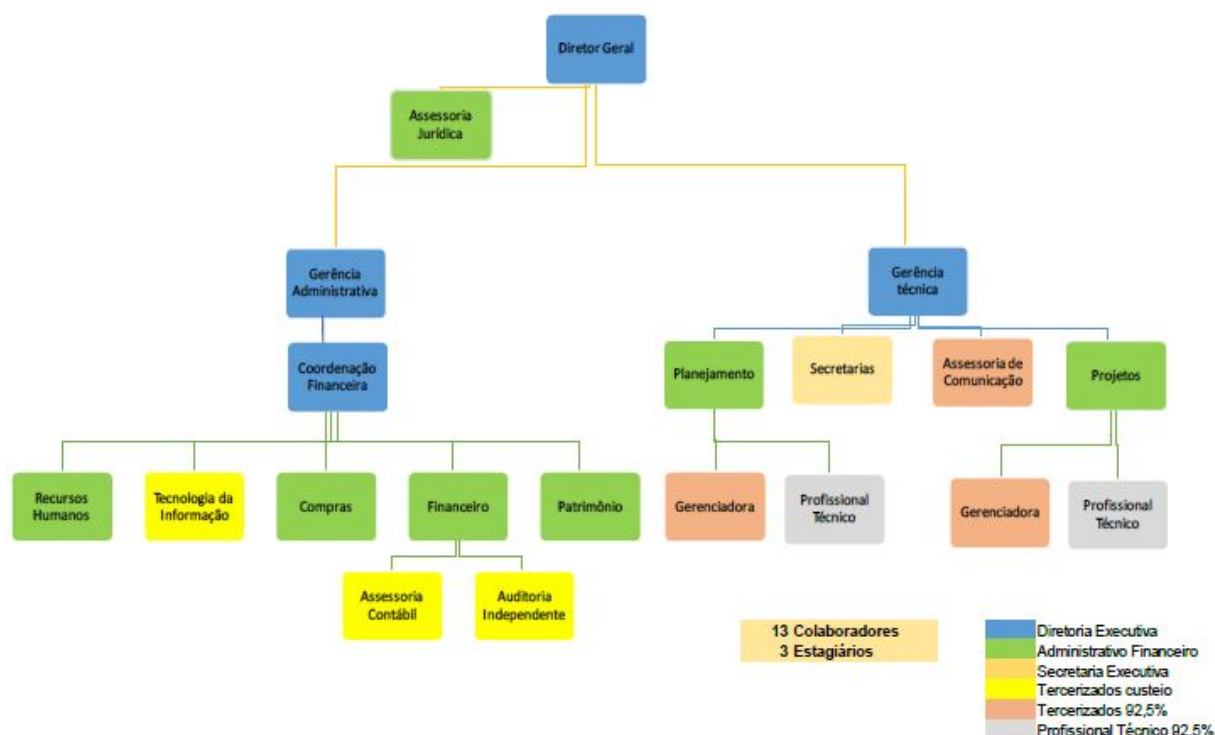 Diretor Geral
Assessoria
Jurídica
Gerência
Administrativa
Gerência
técnica
Coordenação
Financeira
Planejamento
Secretarias
Assessoria de
Comunicação
Projetos
Recursos
Humanos
Tecnologia da
Informação
Compras
Financeiro
Patrimônio
Gerenciadora
Profissional
Técnico
Gerenciadora
Profissional
Técnico
Assessoria
Contábil
Auditoria
Independente
13 Colaboradores
3 Estagiários
Diretoria Executiva
Administrativo Financeiro
Secretaria Executiva
Tercerizados custeio
Tercerizados 92,5%
Profissional Técnico 92,5%